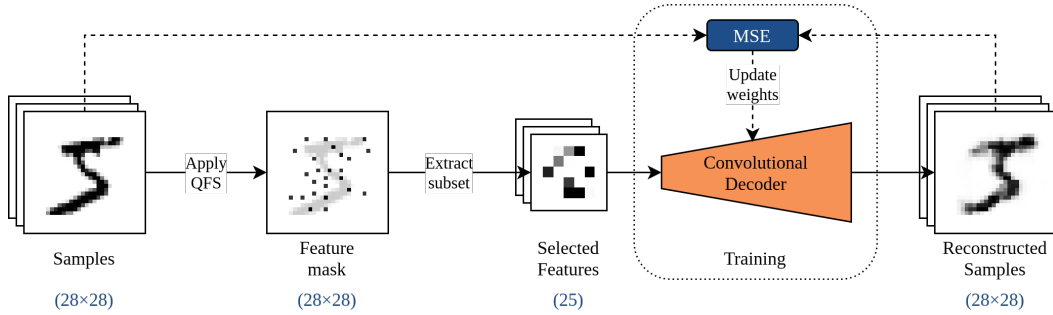 MSE
Update
weights
Apply
QFS
Extract
subset
Convolutional
Decoder
Samples
Feature
mask
Selected
Features
Training
Reconstructed
Samples
(28×28)
(28×28)
(25)
(28×28)